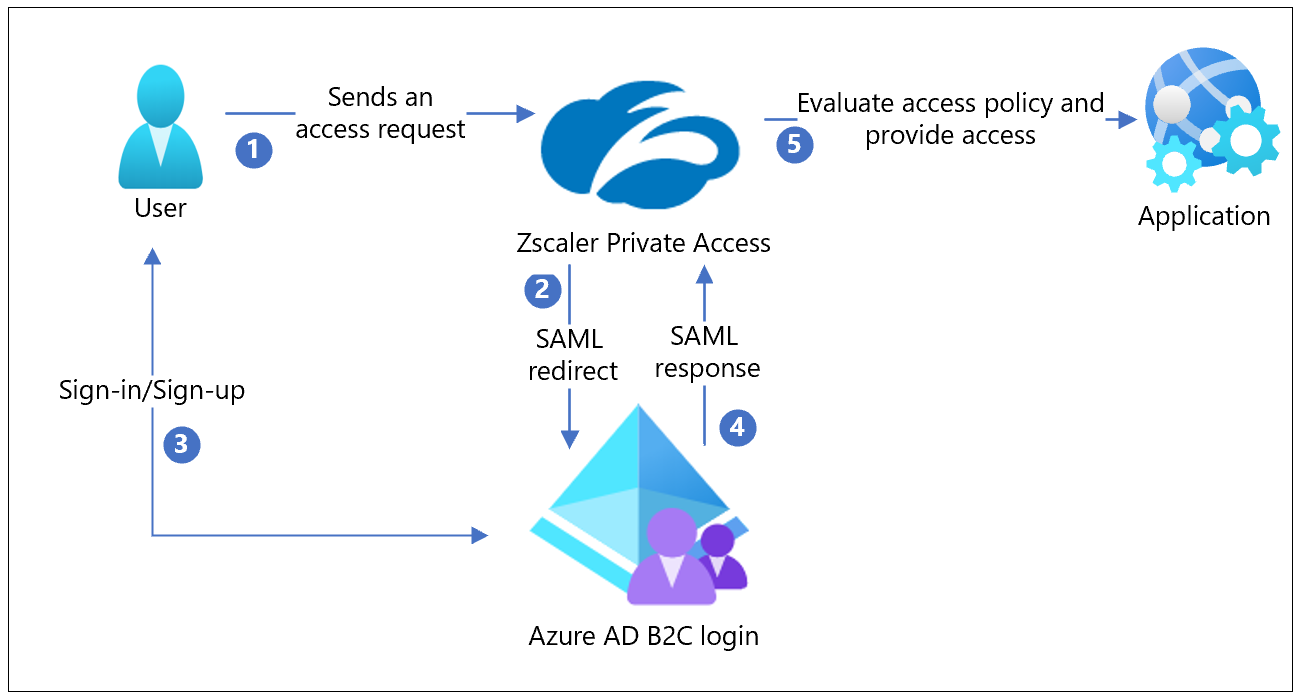 Sends an
access request
1
User
Zscaler Private Access
Evaluate access policy and
provide access
5
Application
2
SAML
redirect
SAML
response
4
Sign-in/Sign-up
3
Azure AD B2C login